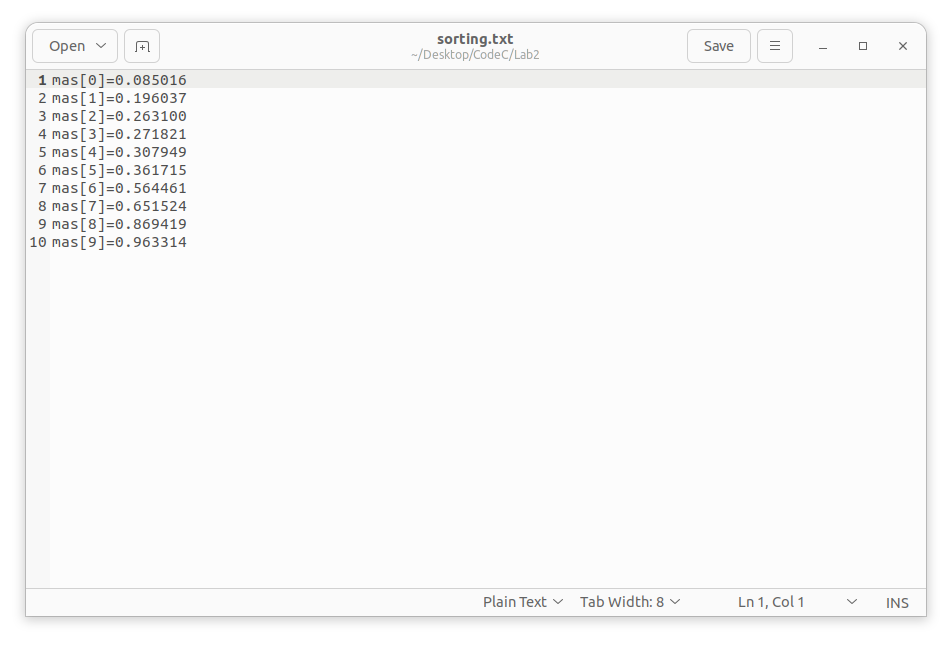 Open
sorting.txt
~/Desktop/CodeC/Lab2
Save
1 mas[0]=0.085016
2 mas[1]=0.196037
3 mas[2]=0.263100
4 mas[3]=0.271821
5 mas[4]=0.307949
6 mas[5]=0.361715
7 mas[6]=0.564461
8 mas[7]=0.651524
9 mas[8]=0.869419
10 mas[9]=0.963314
Plain Text Tab Width: 8 Ln 1, Col 1 INS